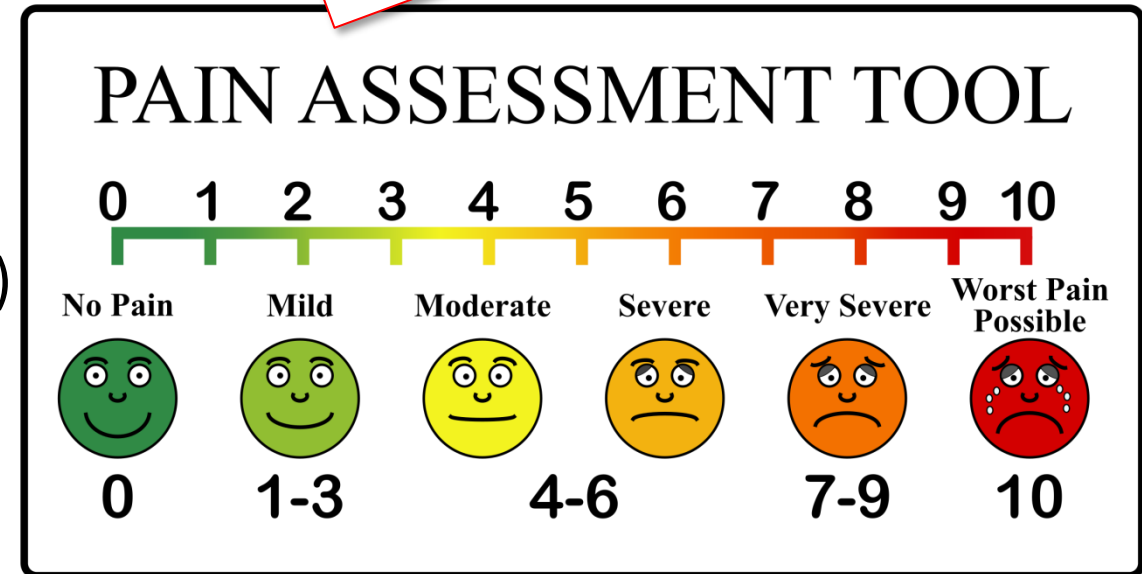 PAIN ASSESSMENT TOOL
0 1 2 3 4 5 6 7 8 9 10
No Pain Mild Moderate Severe Very Severe Worst Pain Possible
0 1-3 4-6 7-9 10
)